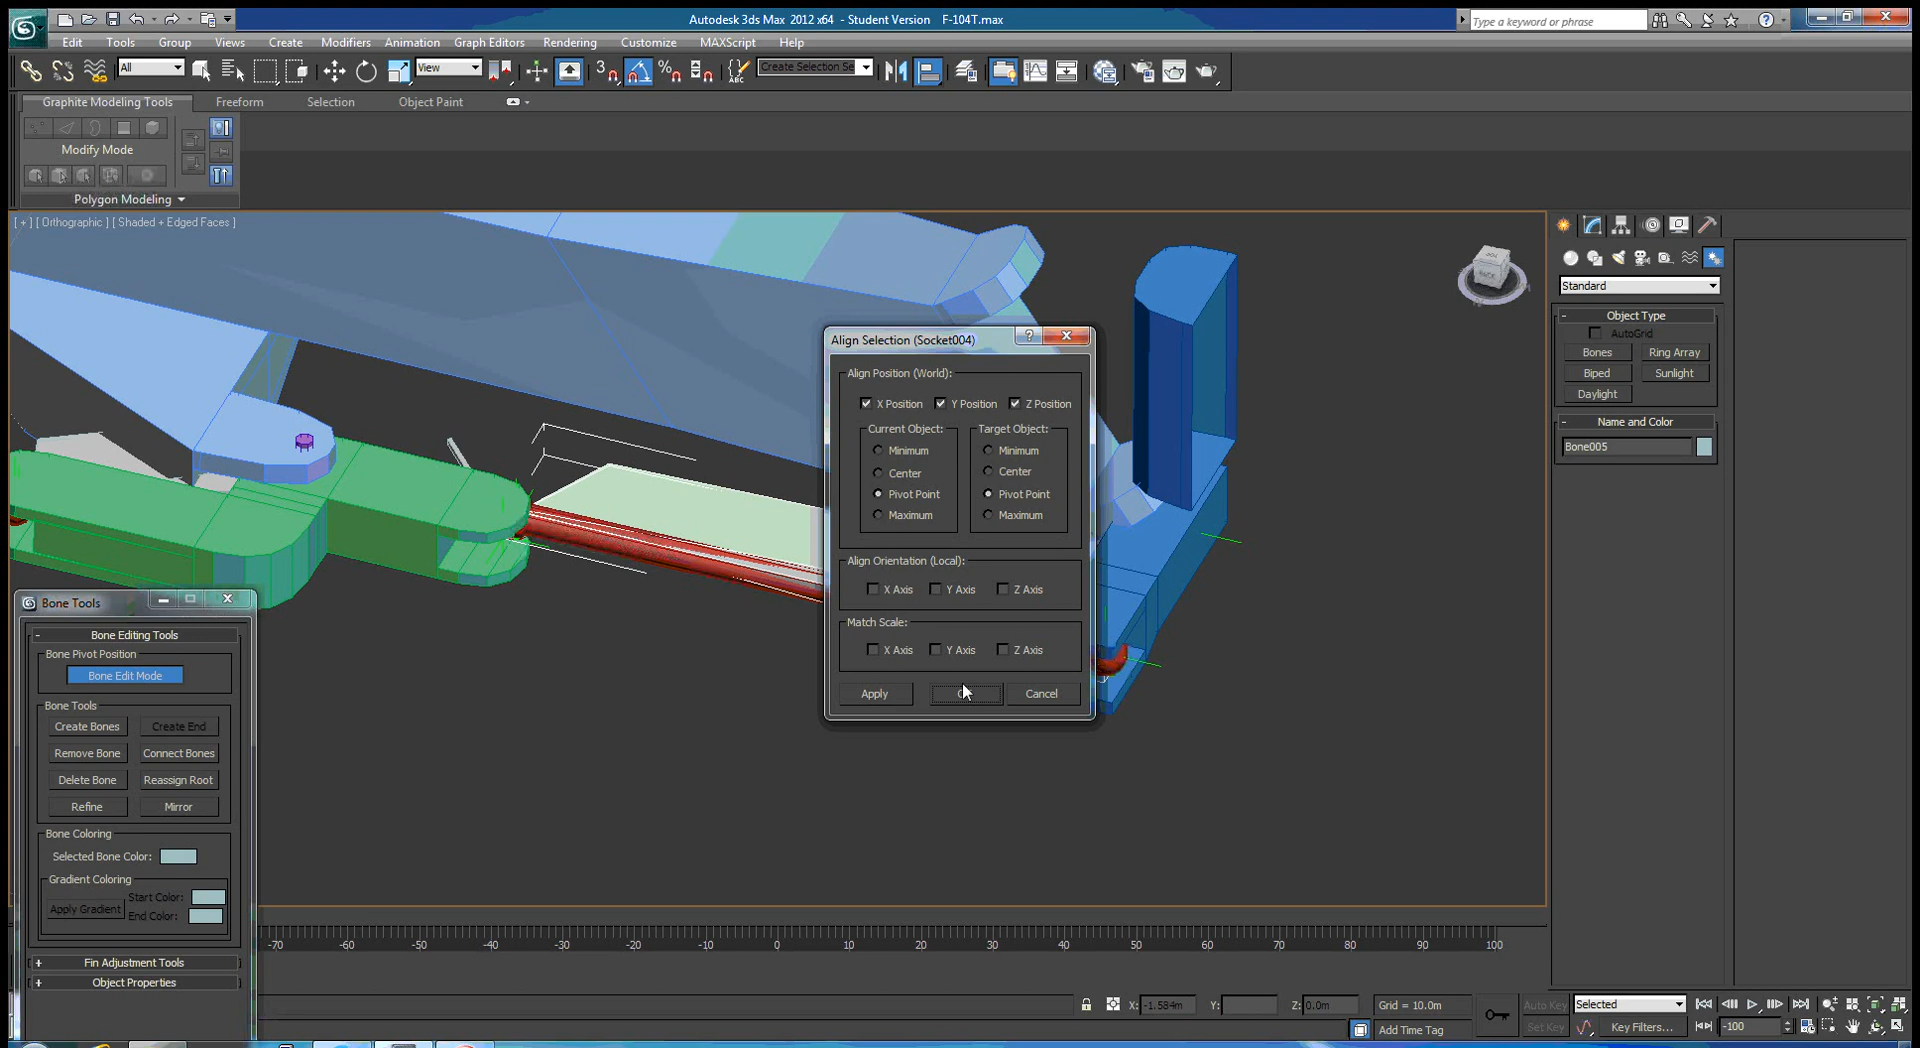 Autodesk 3ds Max 2012 x64 - Student Version F-104T.max
Type a keyword or phrase
Edit Tools Group Views Create Modifiers Animation Graph Editors Rendering Customize MAXScript Help
All
View
3
Create Selection Se
Graphite Modeling Tools Freeform Selection Object Paint
Modify Mode
Polygon Modeling
[ + ] [ Orthographic ] [ Shaded + Edged Faces ]
Standard
- Object Type
AutoGrid
Bones Ring Array
Biped Sunlight
Daylight
- Name and Color
Bone005
Align Selection (Socket004)
Align Position (World):
X Position Y Position Z Position
Current Object: Target Object:
Minimum Minimum
Center Center
Pivot Point Pivot Point
Maximum Maximum
Align Orientation (Local):
X Axis Y Axis Z Axis
Match Scale:
X Axis Y Axis Z Axis
Apply Cancel
Bone Tools
- Bone Editing Tools
Bone Pivot Position
Bone Edit Mode
Bone Tools
Create Bones Create End
Remove Bone Connect Bones
Delete Bone Reassign Root
Refine Mirror
Bone Coloring
Selected Bone Color:
Gradient Coloring
Apply Gradient Start Color:
End Color:
+ Fin Adjustment Tools
+ Object Properties
-70 -60 -50 -40 -30 -20 -10 0 10 20 30 40 50 60 70 80 90 100
X: -1.584m Y: Z: 0.0m Grid = 10.0m
Add Time Tag
Auto Key Selected
Set Key Key Filters... -100